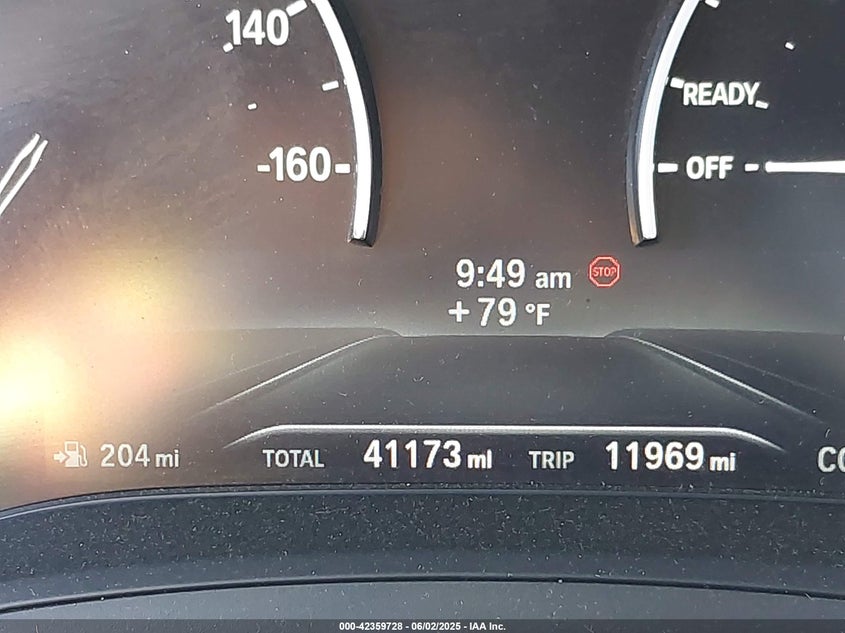 140
160
READY
OFF
9:49 am STOP
+79 °F
204 mi TOTAL 41173 mi TRIP 11969 mi
000-42359728 - 06/02/2025 - IAA Inc.